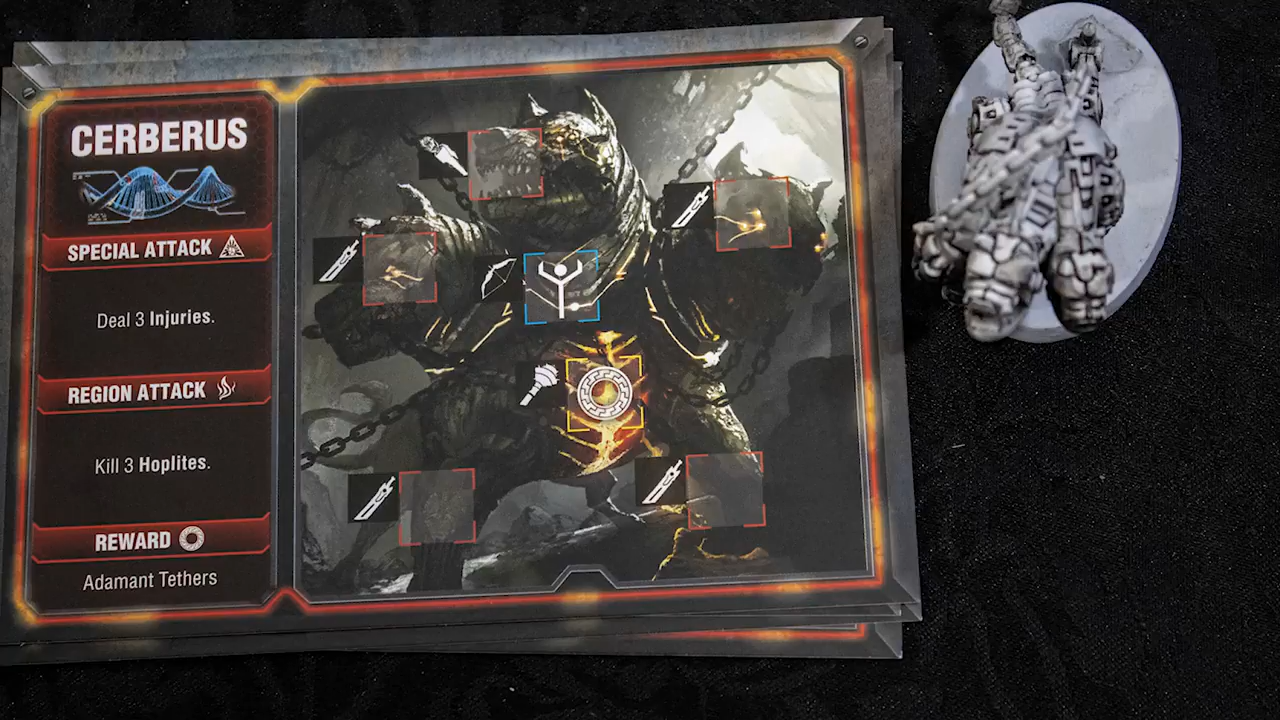 CERBERUS
SPECIAL ATTACK
Deal 3 Injuries.
REGION ATTACK
Kill 3 Hoplites.
REWARD
Adamant Tethers